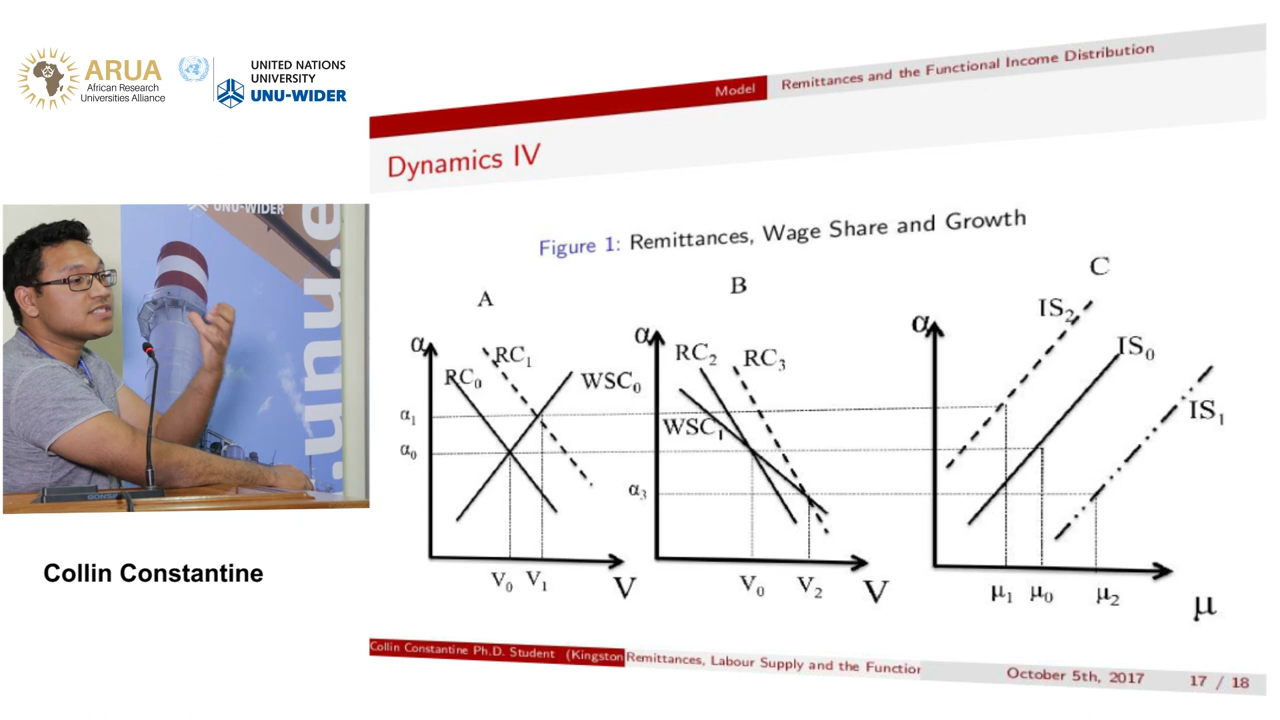 ARUA
African Research
Universities Alliance
UNITED NATIONS
UNIVERSITY
UNU-WIDER
UNU-WIDER
unu.e
GONSIN
Collin Constantine
Model
Remittances and the Functional Income Distribution
Dynamics IV
Figure 1: Remittances, Wage Share and Growth
A
α
RC₁
RC₀
WSC₀
α₁
α₀
V₀
V₁
V
B
α
RC₂
RC₃
WSC₁
α₃
V₀
V₂
V
C
α
IS₂
IS₀
IS₁
μ₁
μ₀
μ₂
μ
Collin Constantine Ph.D. Student (Kingston
Remittances, Labour Supply and the Function
October 5th, 2017
17 / 18